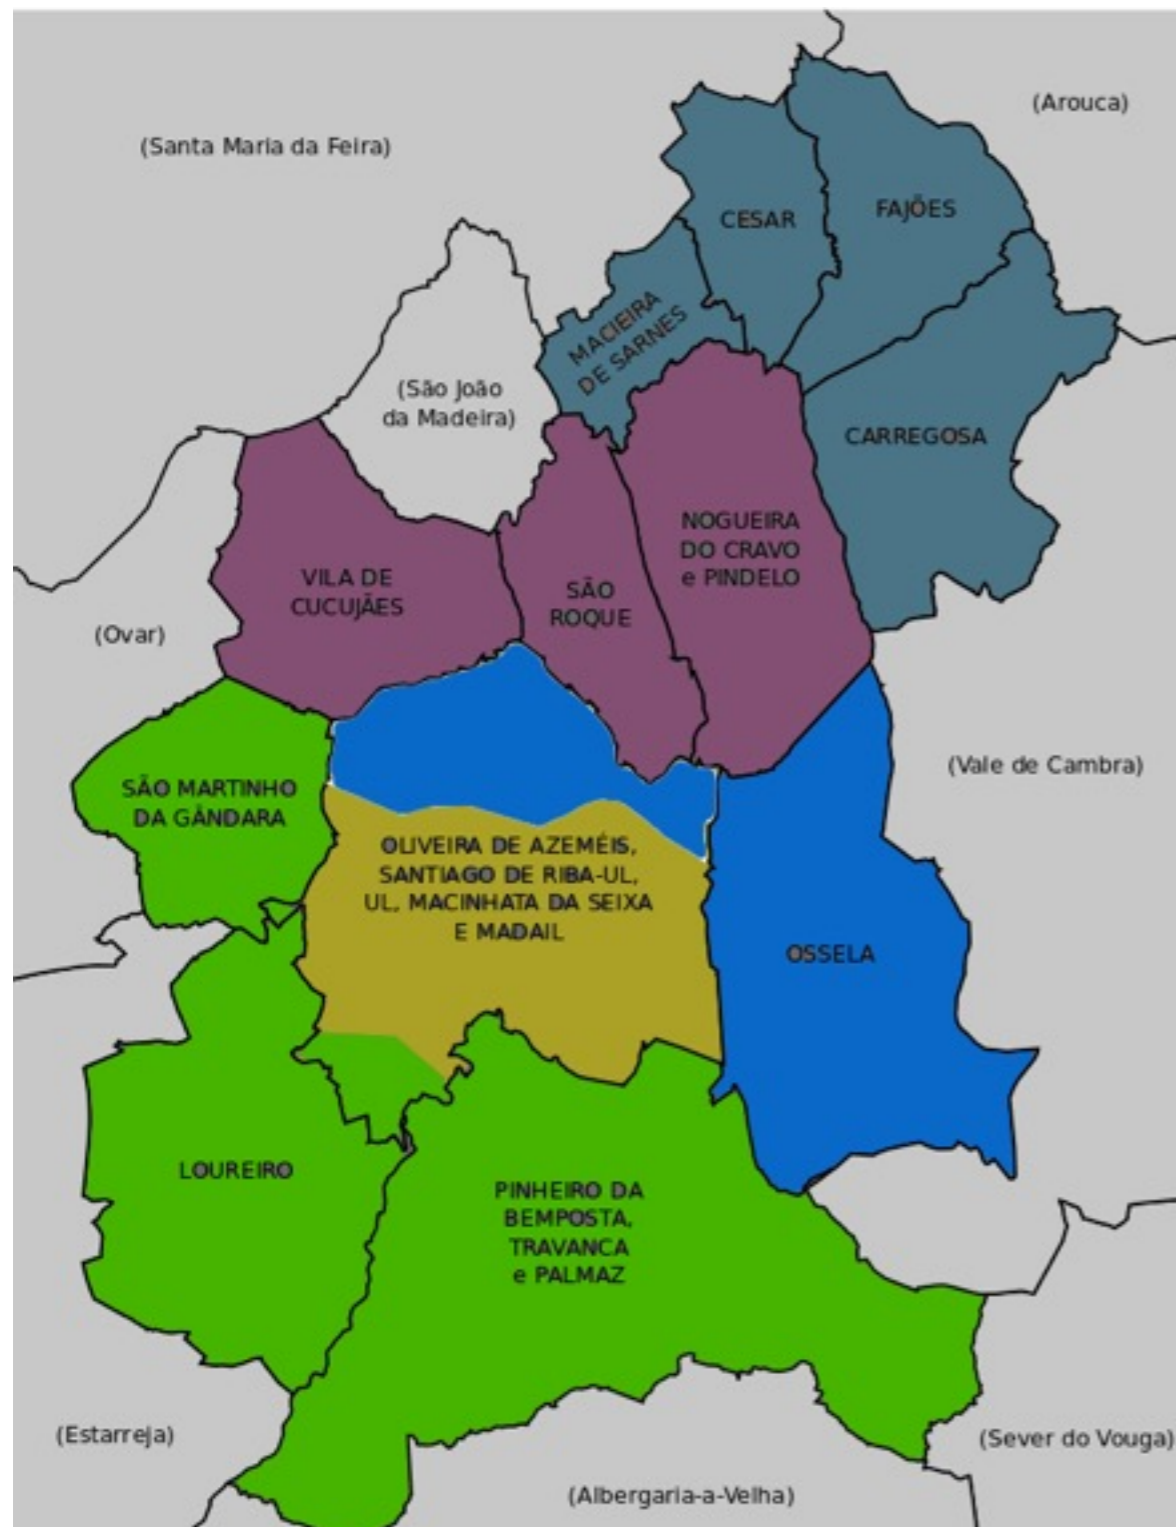 (Arouca)
(Santa Maria da Feira)
FAJÕES
CESAR
MACIEIRA
DE SARNES
(São João
da Madeira)
CARREGOSA
NOGUEIRA
DO CRAVO
e PINDELO
VILA DE
CUCUJÃES
SÃO
ROQUE
(Ovar)
(Vale de Cambra)
SÃO MARTINHO
DA GÂNDARA
OLIVEIRA DE AZEMÉIS,
SANTIAGO DE RIBA-UL,
UL, MACINHATA DA SEIXA
E MADAIL
OSSELA
LOUREIRO
PINHEIRO DA
BEMPOSTA,
TRAVANCA
e PALMAZ
(Estarreja)
(Sever do Vouga)
(Albergaria-a-Velha)